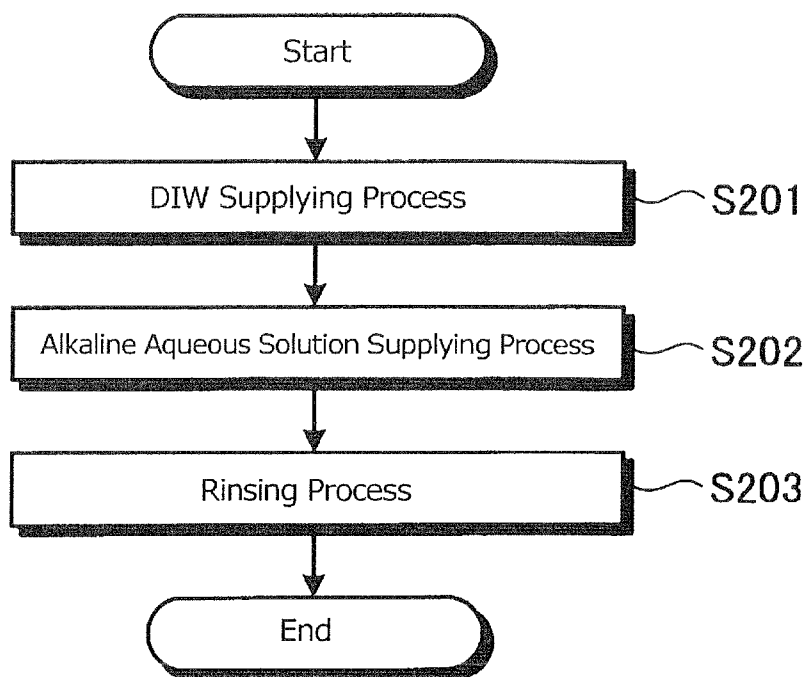 Start
DIW Supplying Process
S201
Alkaline Aqueous Solution Supplying Process
S202
Rinsing Process
S203
End